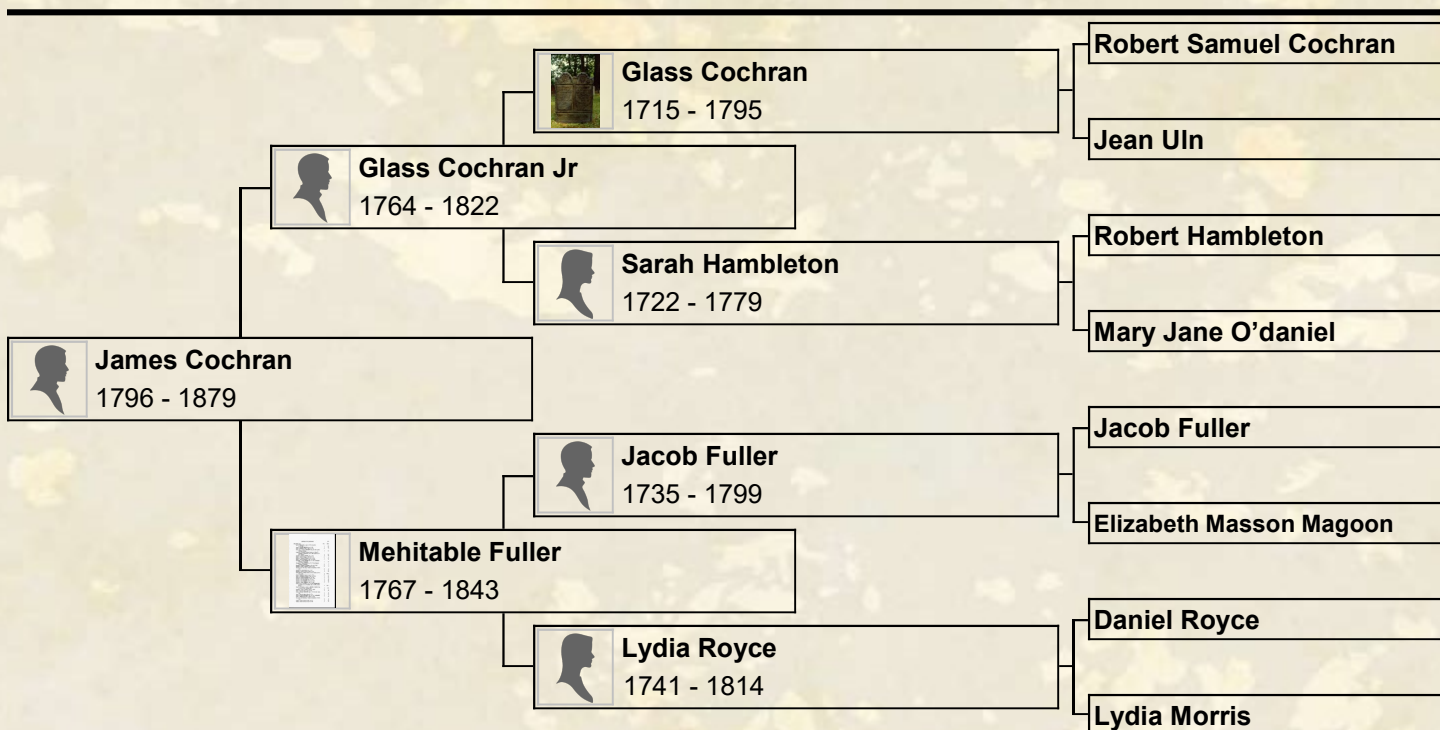 Robert Samuel Cochran
Glass Cochran
1715 - 1795
Jean Uln
Glass Cochran Jr
1764 - 1822
Robert Hambleton
Sarah Hambleton
1722 - 1779
Mary Jane O’daniel
James Cochran
1796 - 1879
Jacob Fuller
Jacob Fuller
1735 - 1799
Elizabeth Masson Magoon
Mehitable Fuller
1767 - 1843
Daniel Royce
Lydia Royce
1741 - 1814
Lydia Morris